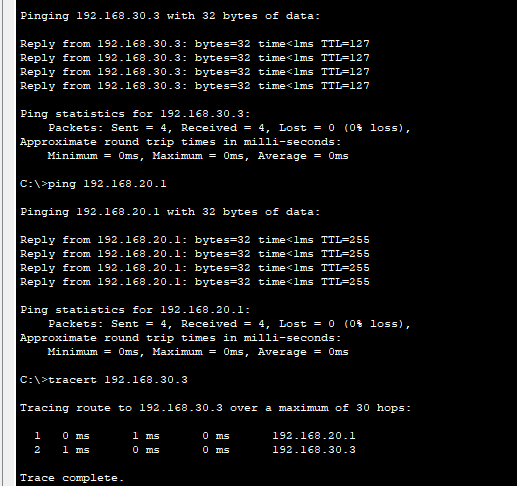 Pinging 192.168.30.3 with 32 bytes of data:
Reply from 192.168.30.3: bytes=32 time<1ms TTL=127
Reply from 192.168.30.3: bytes=32 time<1ms TTL=127
Reply from 192.168.30.3: bytes=32 time<1ms TTL=127
Reply from 192.168.30.3: bytes=32 time<1ms TTL=127
Ping statistics for 192.168.30.3:
Packets: Sent = 4, Received = 4, Lost = 0 (0% loss),
Approximate round trip times in milli-seconds:
Minimum = 0ms, Maximum = 0ms, Average = 0ms
C:\>ping 192.168.20.1
Pinging 192.168.20.1 with 32 bytes of data:
Reply from 192.168.20.1: bytes=32 time<1ms TTL=255
Reply from 192.168.20.1: bytes=32 time<1ms TTL=255
Reply from 192.168.20.1: bytes=32 time<1ms TTL=255
Reply from 192.168.20.1: bytes=32 time<1ms TTL=255
Ping statistics for 192.168.20.1:
Packets: Sent = 4, Received = 4, Lost = 0 (0% loss),
Approximate round trip times in milli-seconds:
Minimum = 0ms, Maximum = 0ms, Average = 0ms
C:\>tracert 192.168.30.3
Tracing route to 192.168.30.3 over a maximum of 30 hops:
1 0 ms 1 ms 0 ms 192.168.20.1
2 1 ms 0 ms 0 ms 192.168.30.3
Trace complete.